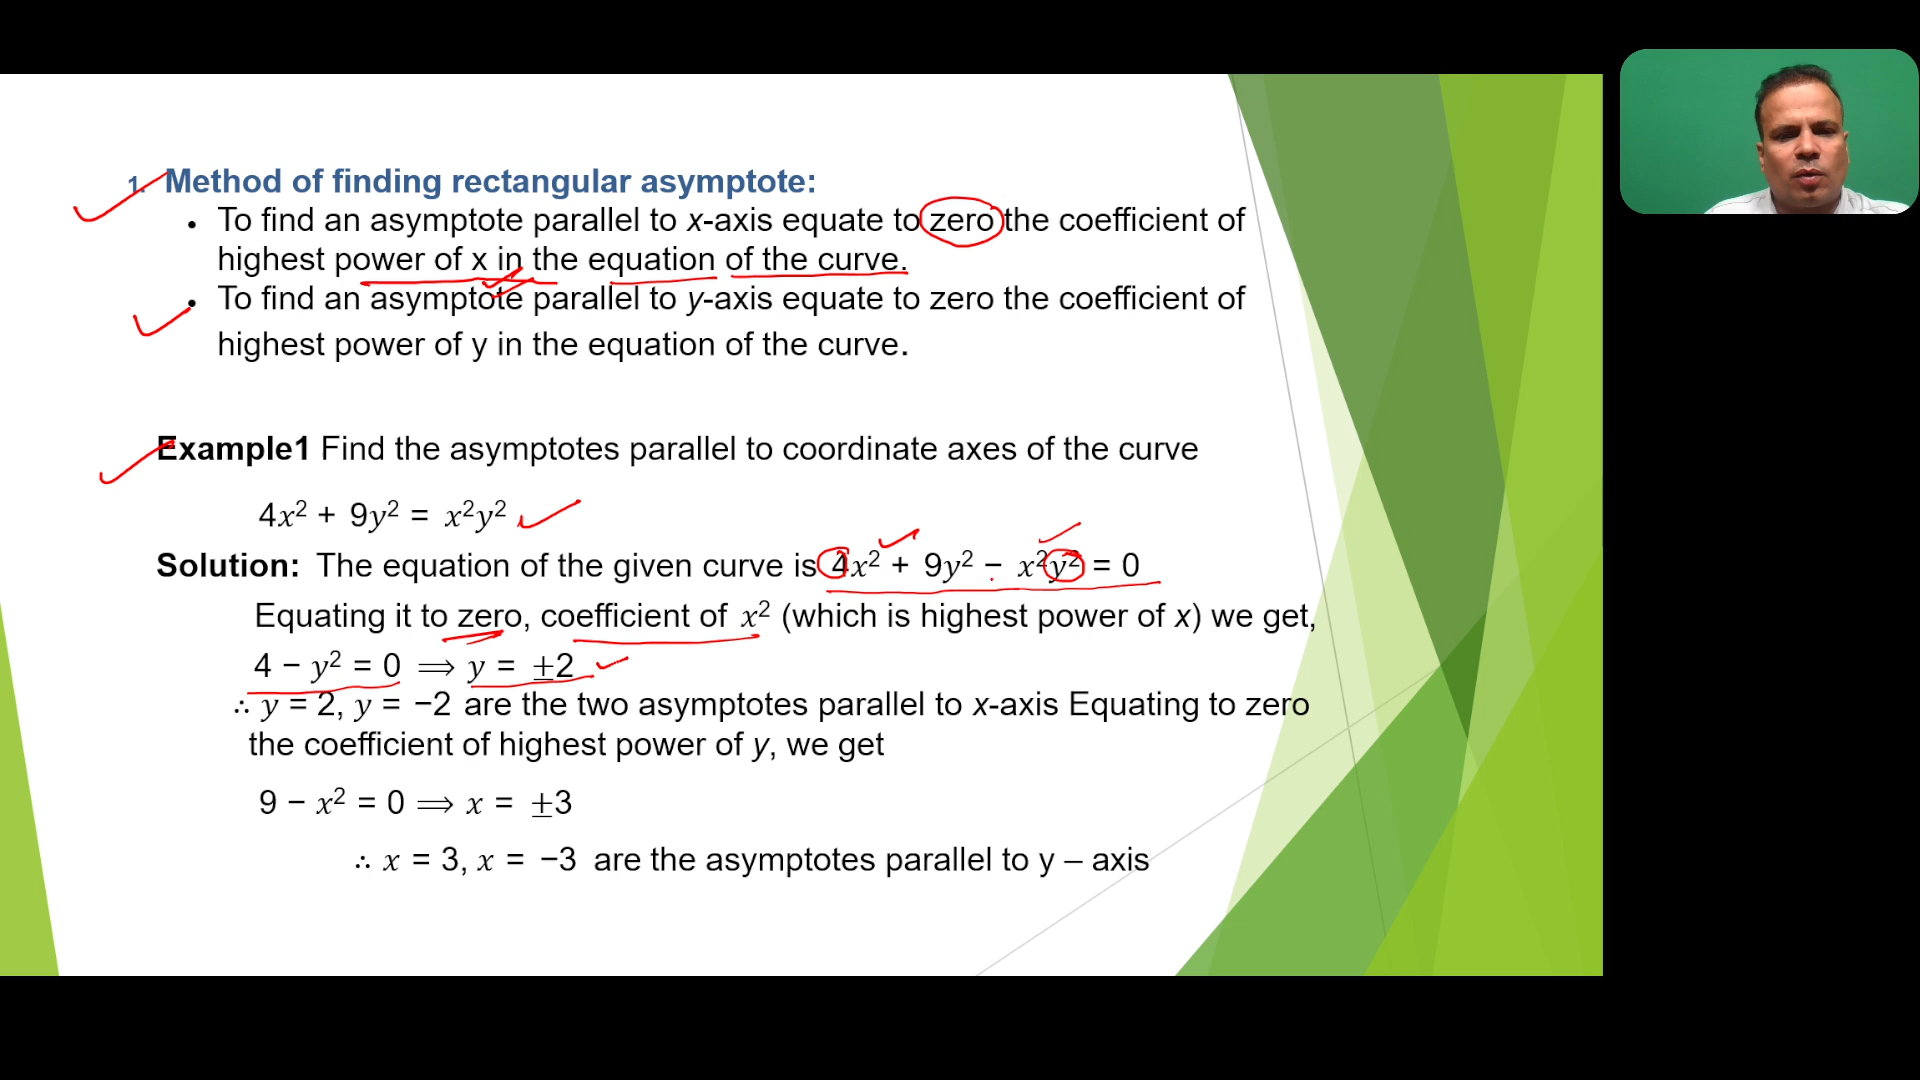 1. Method of finding rectangular asymptote:
• To find an asymptote parallel to x-axis equate to zero the coefficient of
highest power of x in the equation of the curve.
• To find an asymptote parallel to y-axis equate to zero the coefficient of
highest power of y in the equation of the curve.
Example1 Find the asymptotes parallel to coordinate axes of the curve
4x² + 9y² = x²y²
Solution: The equation of the given curve is 4x² + 9y² − x²y² = 0
Equating it to zero, coefficient of x² (which is highest power of x) we get,
4 − y² = 0 ⟹ y = ±2
∴ y = 2, y = −2 are the two asymptotes parallel to x-axis Equating to zero
the coefficient of highest power of y, we get
9 − x² = 0 ⟹ x = ±3
∴ x = 3, x = −3 are the asymptotes parallel to y – axis